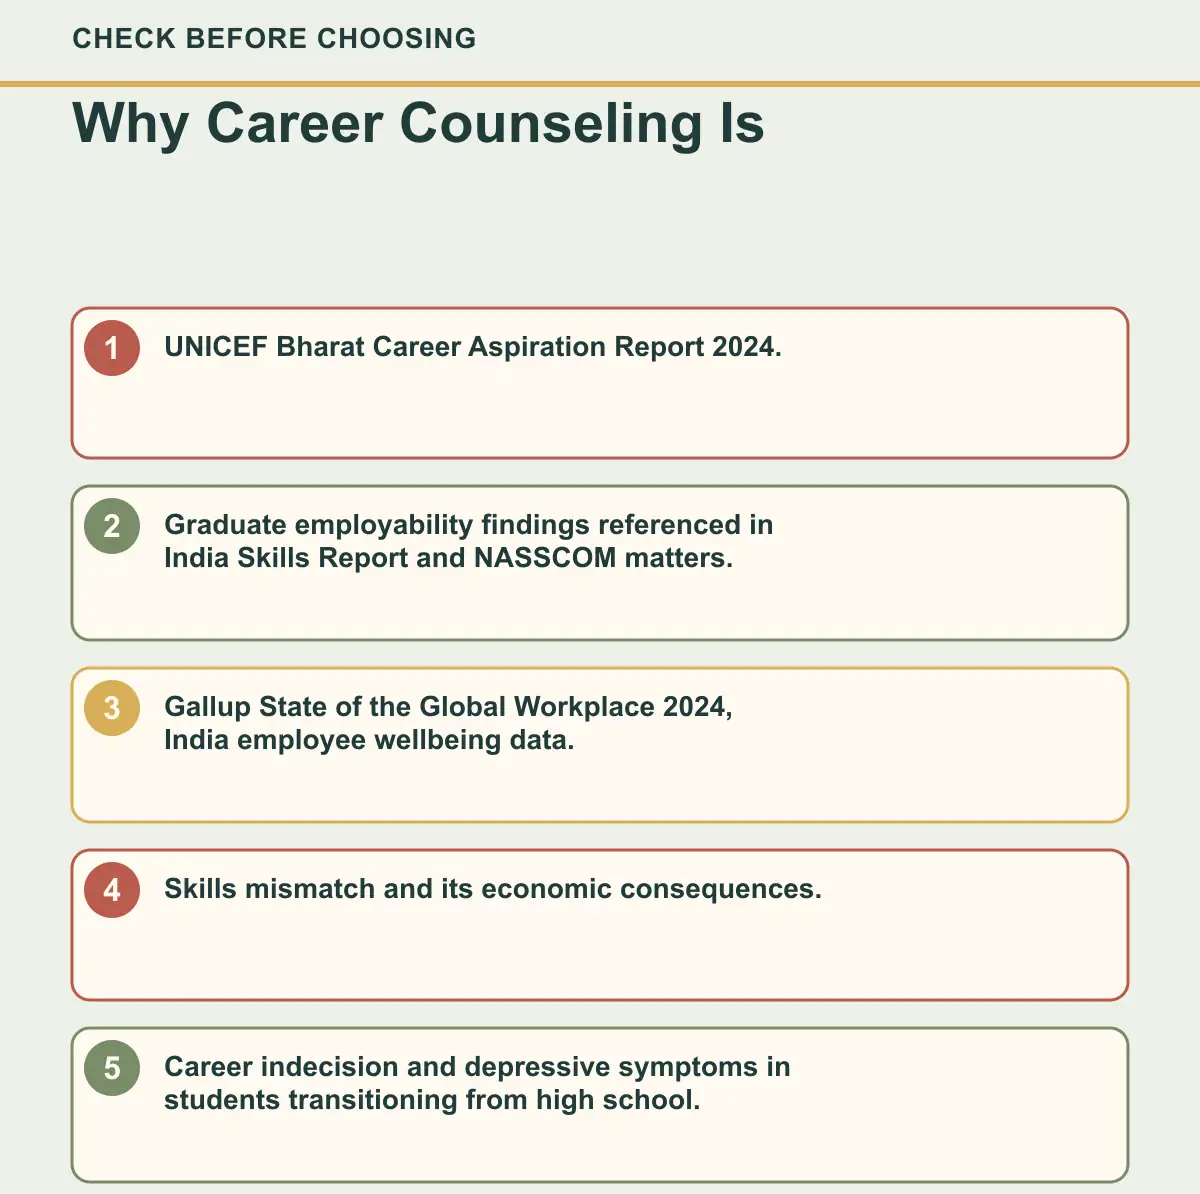 CHECK BEFORE CHOOSING
Why Career Counseling Is
1
UNICEF Bharat Career Aspiration Report 2024.
2
Graduate employability findings referenced in
India Skills Report and NASSCOM matters.
3
Gallup State of the Global Workplace 2024,
India employee wellbeing data.
4
Skills mismatch and its economic consequences.
5
Career indecision and depressive symptoms in
students transitioning from high school.